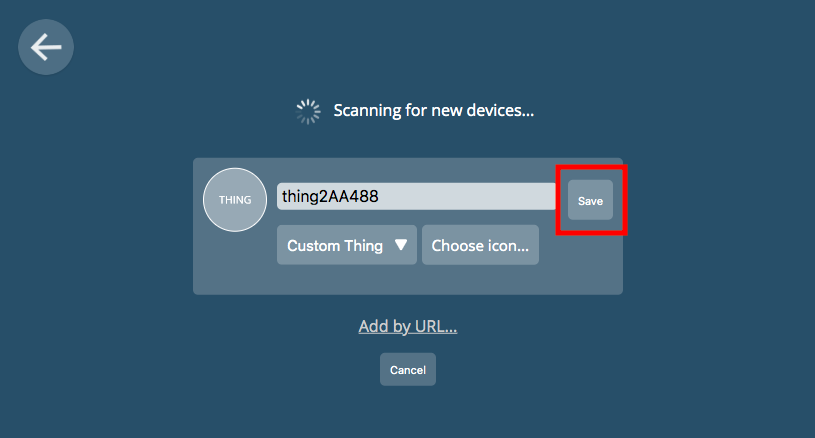 Scanning for new devices...
THING
thing2AA488
Save
Custom Thing
Choose icon...
Add by URL...
Cancel